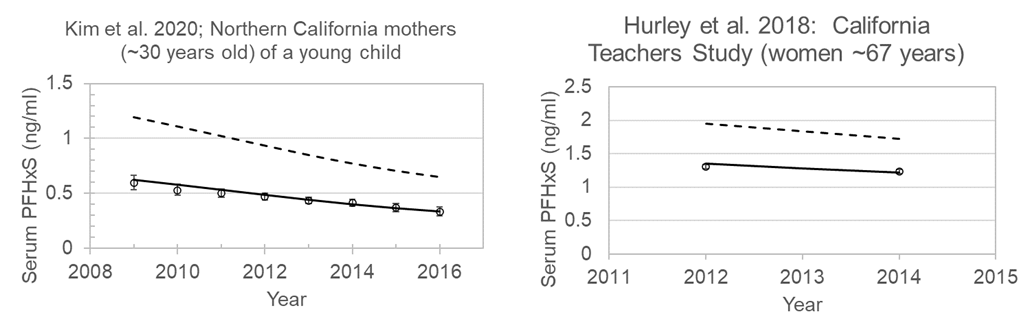 Kim et al. 2020; Northern California mothers
(~30 years old) of a young child
Serum PFHxS (ng/ml)
1.5
1
0.5
0
2008 2010 2012 2014 2016
Year
Hurley et al. 2018: California
Teachers Study (women ~67 years)
Serum PFHxS (ng/ml)
2.5
2
1.5
1
0.5
0
2011 2012 2013 2014 2015
Year